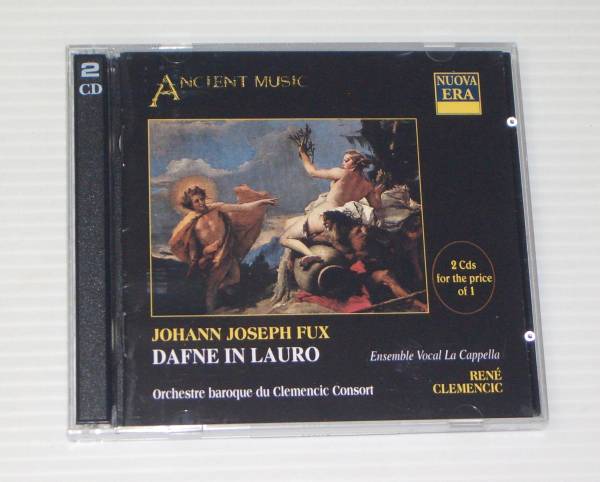 2
CD
ANCIENT MUSIC
NUOVA
ERA
2 Cds
for the price
of 1
JOHANN JOSEPH FUX
DAFNE IN LAURO
Ensemble Vocal La Cappella
Orchestre baroque du Clemencic Consort
RENÉ
CLEMENCIC